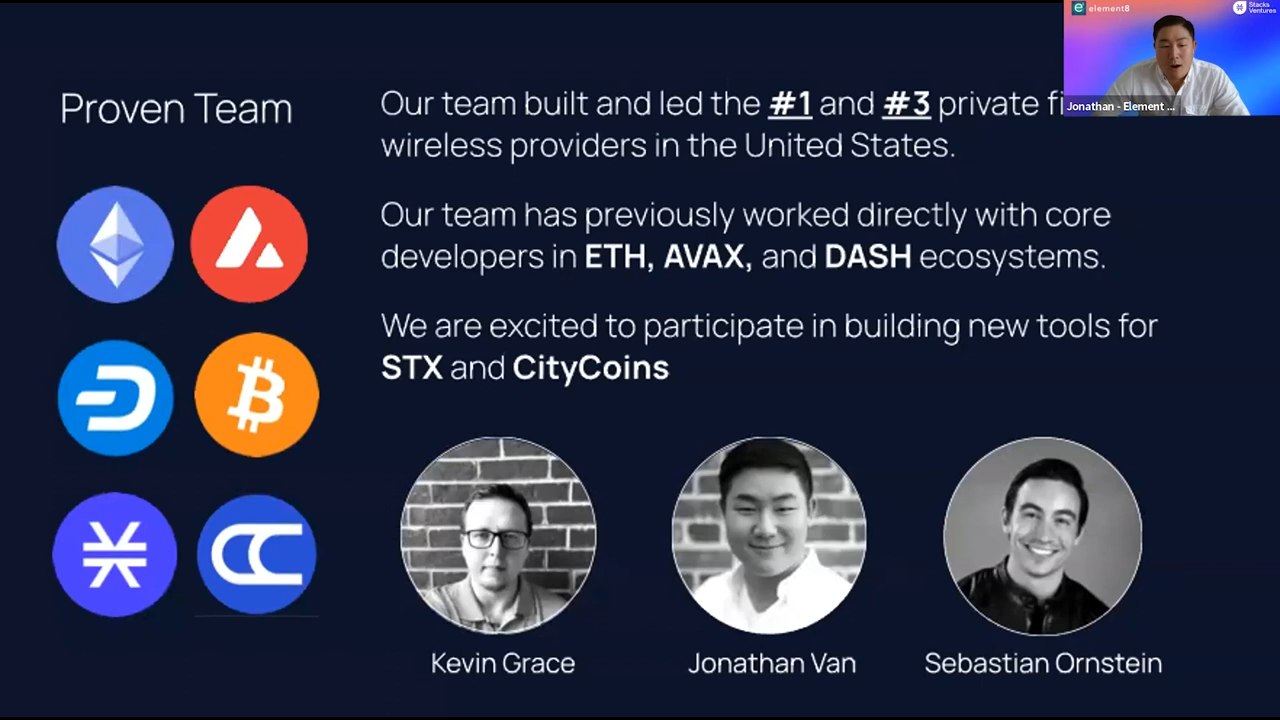 element8
Stacks
Ventures
Jonathan - Element ...
Proven Team
Our team built and led the #1 and #3 private
wireless providers in the United States.
Our team has previously worked directly with core
developers in ETH, AVAX, and DASH ecosystems.
We are excited to participate in building new tools for
STX and CityCoins
Kevin Grace
Jonathan Van
Sebastian Ornstein